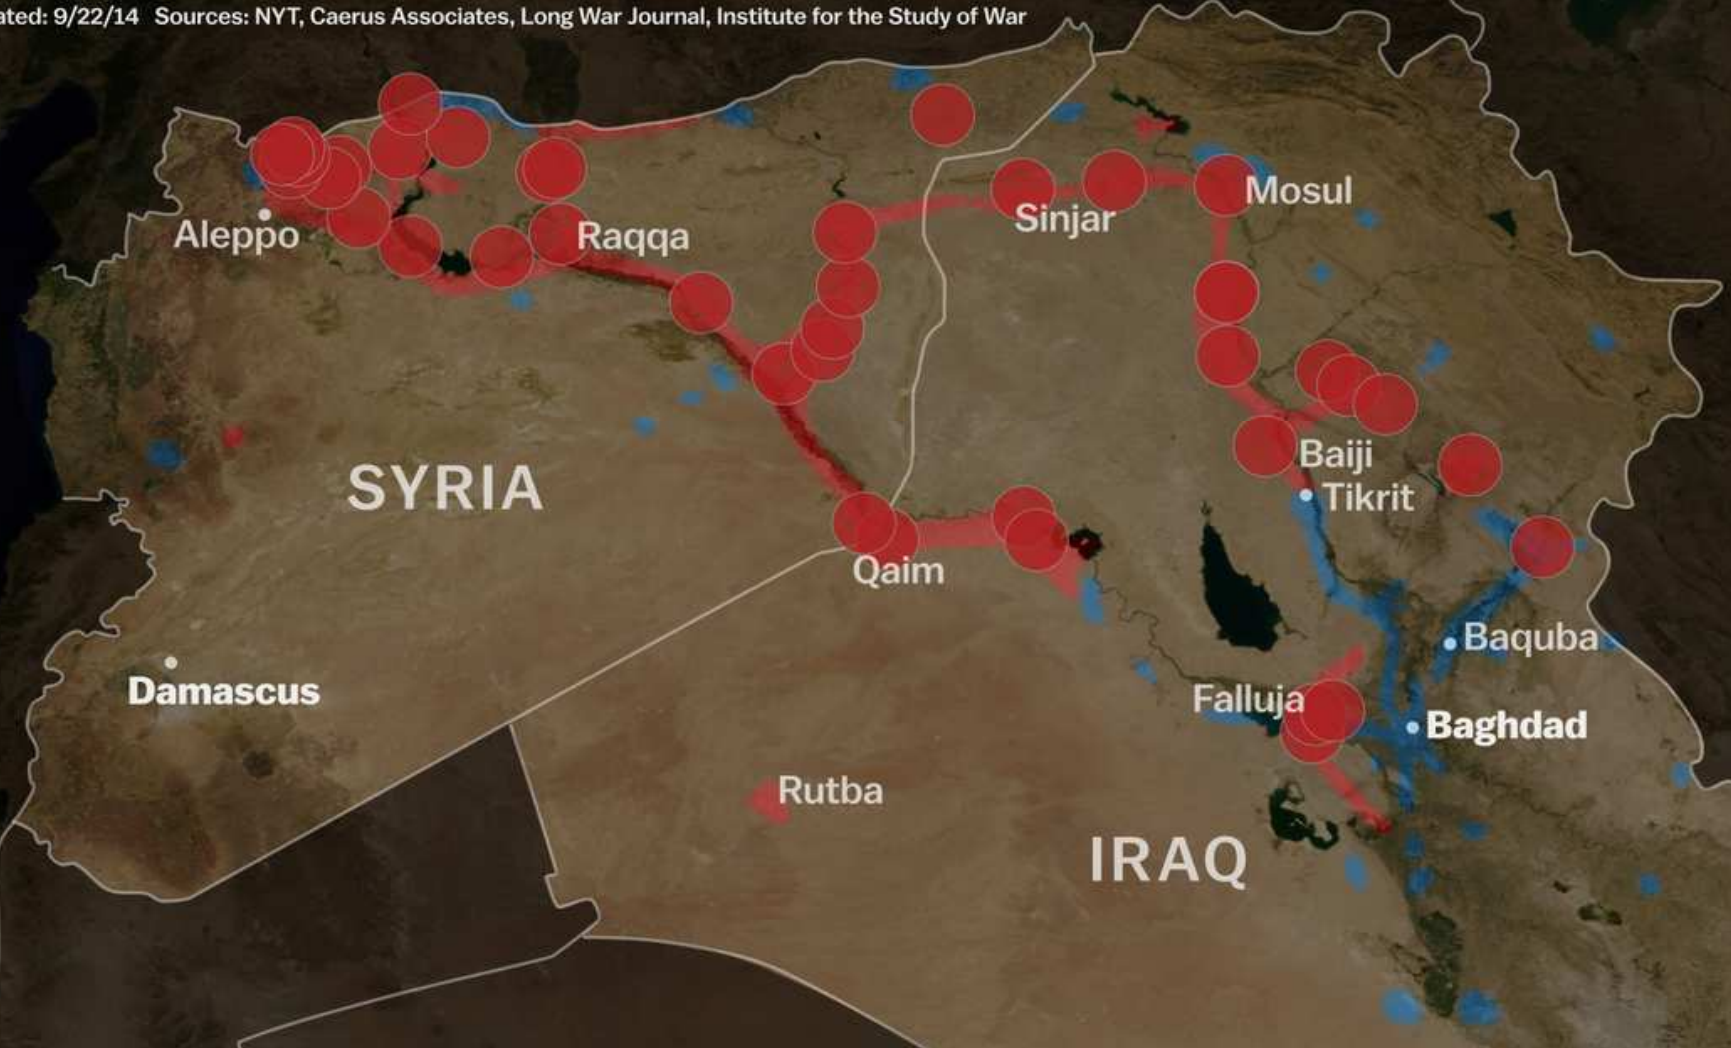 ated: 9/22/14 Sources: NYT, Caerus Associates, Long War Journal, Institute for the Study of War
Mosul
Sinjar
Aleppo
Raqqa
Baiji
SYRIA
Tikrit
Qaim
Baquba
Damascus
Falluja
Baghdad
Rutba
IRAQ